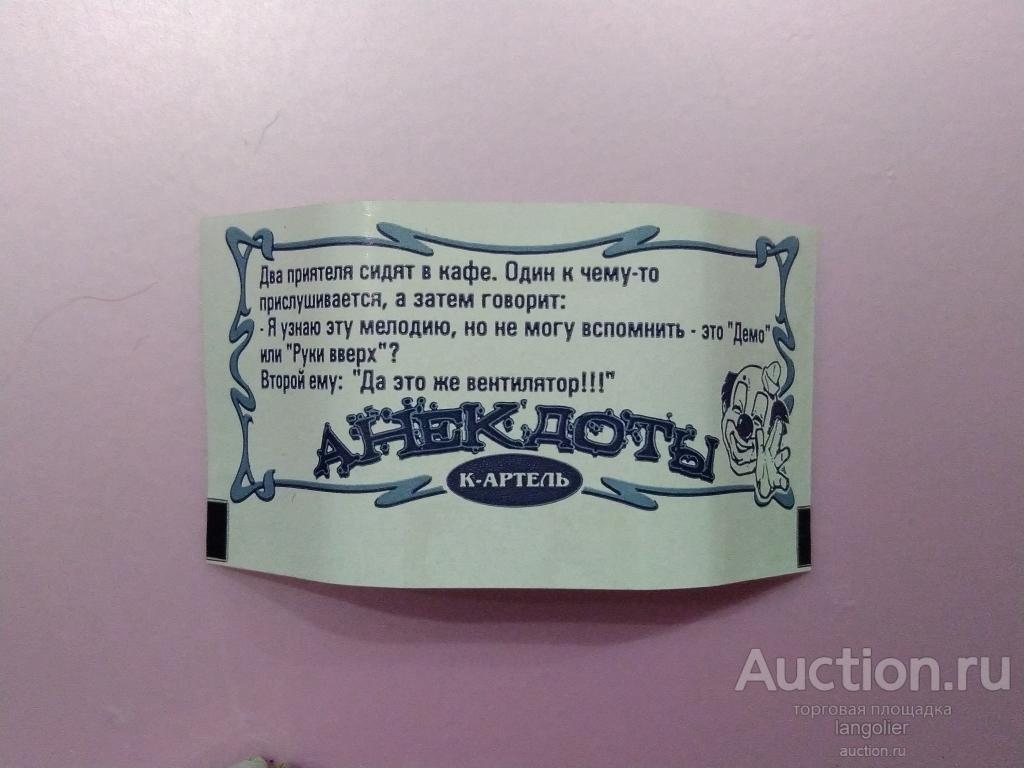 Два приятеля сидят в кафе. Один к чему-то
прислушивается, а затем говорит:
- Я узнаю эту мелодию, но не могу вспомнить - это "Демо"
или "Руки вверх"?
Второй ему: "Да это же вентилятор!!!"
АНЕКДОТЫ
К-АРТЕЛЬ
Auction.ru
торговая площадка
langolier
auction.ru